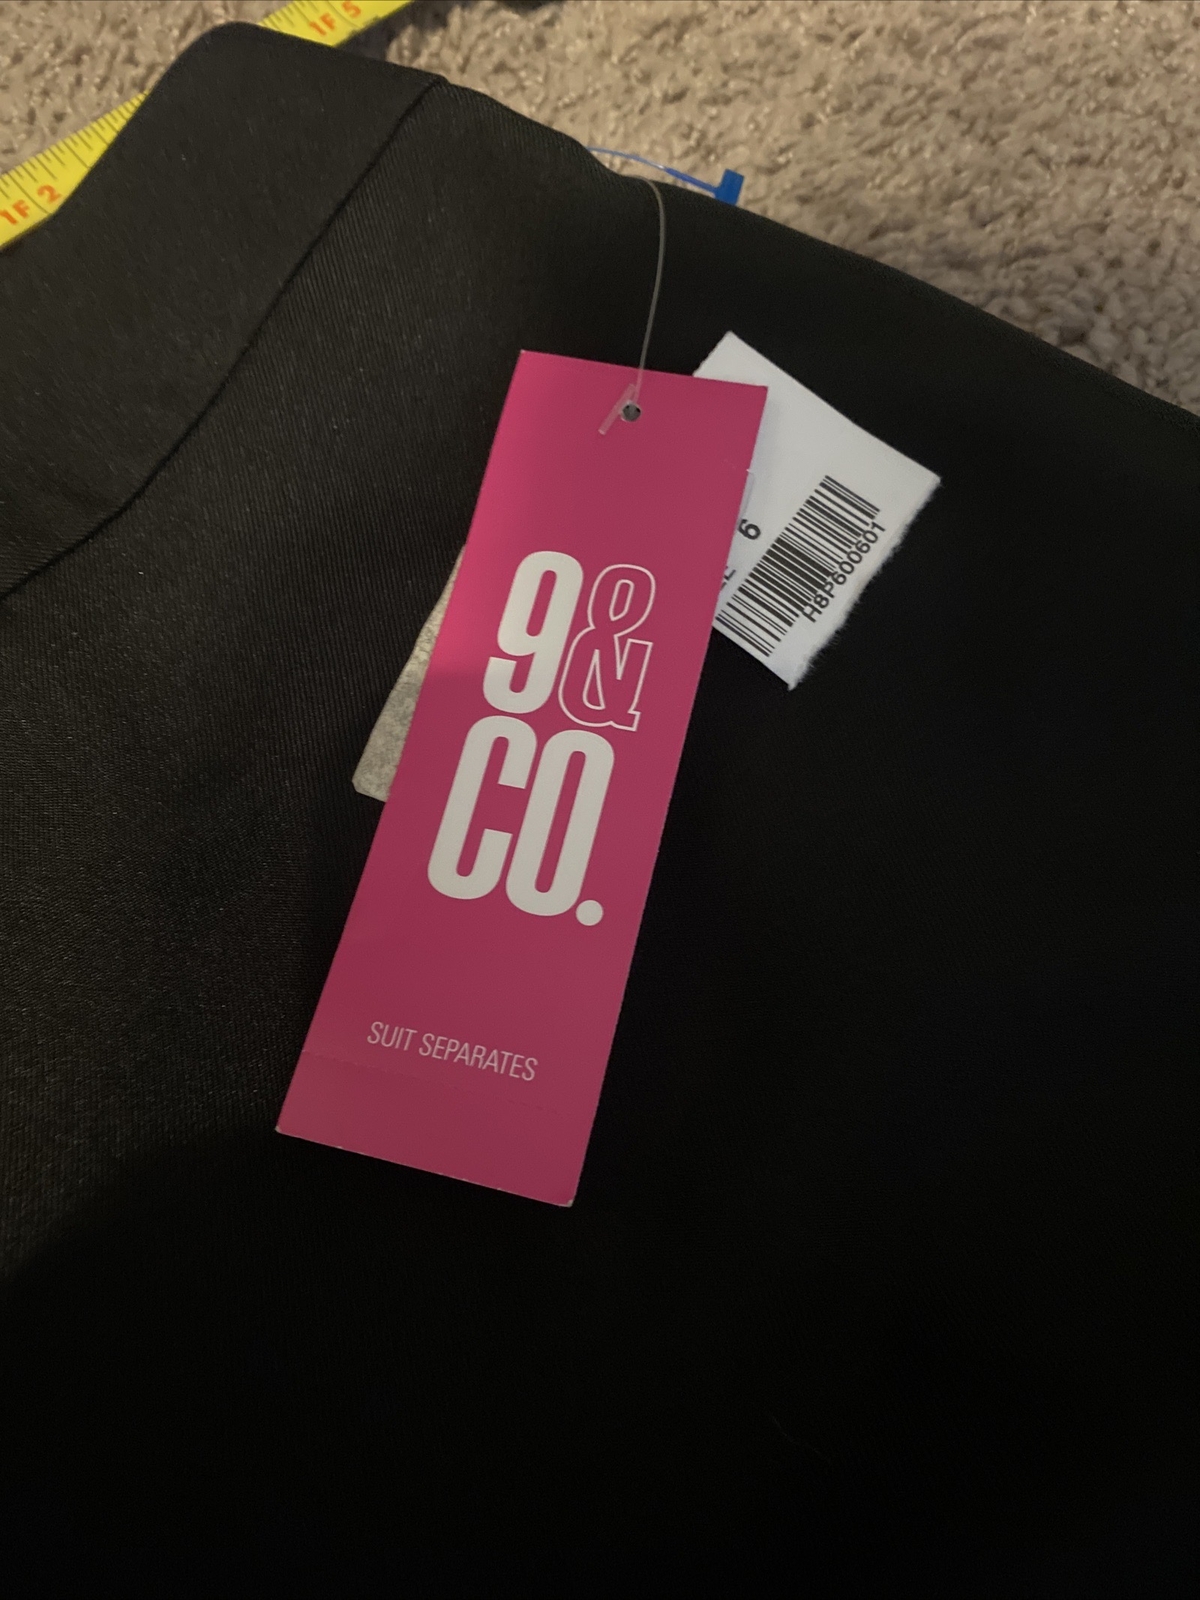 1F 5
1F 2
6
H8P600601
9&
CO.
SUIT SEPARATES